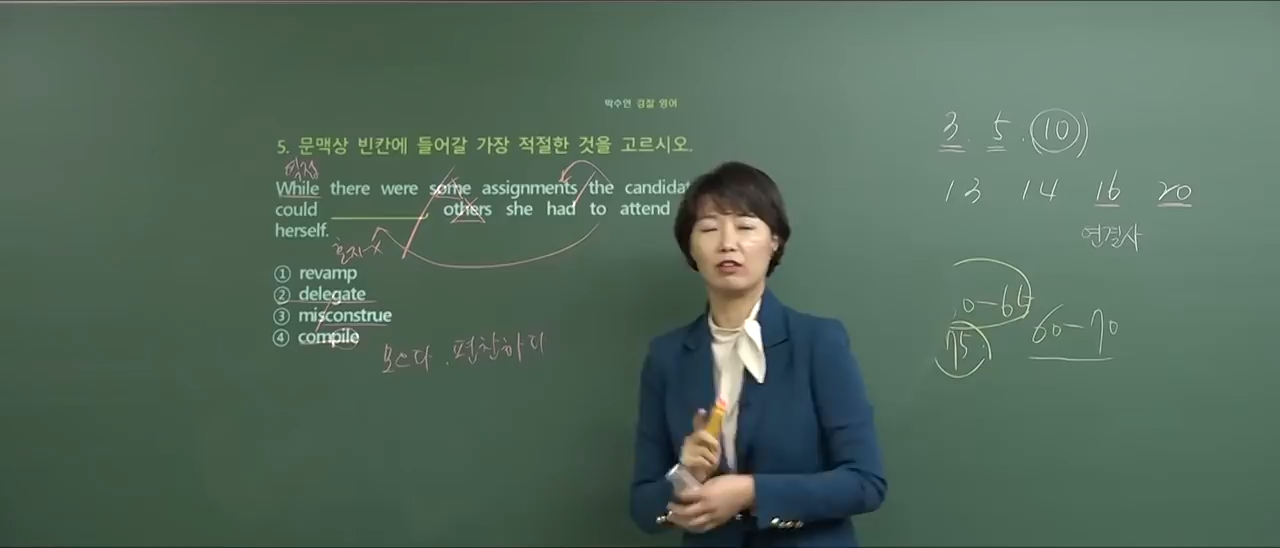 박수연 경찰 영어
5. 문맥상 빈칸에 들어갈 가장 적절한 것을 고르시오.
While there were some assignments the candidat
could others she had to attend
herself.
혼자 X
① revamp
② delegate
③ misconstrue
④ compile
모으다. 편찬하다
3. 5. 10)
13 14 16 20
연결사
75 60-70